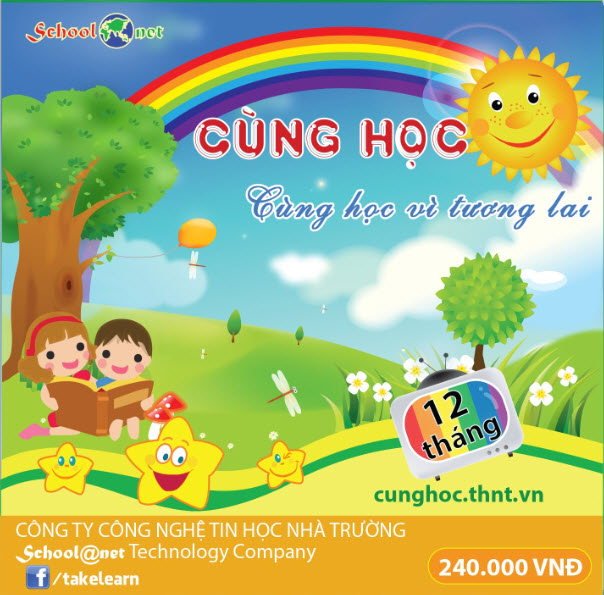 School@net
CÙNG HỌC
Cùng học vì tương lai
12
tháng
cunghoc.thnt.vn
CÔNG TY CÔNG NGHỆ TIN HỌC NHÀ TRƯỜNG
School@net Technology Company
f /takelearn
240.000 VNĐ